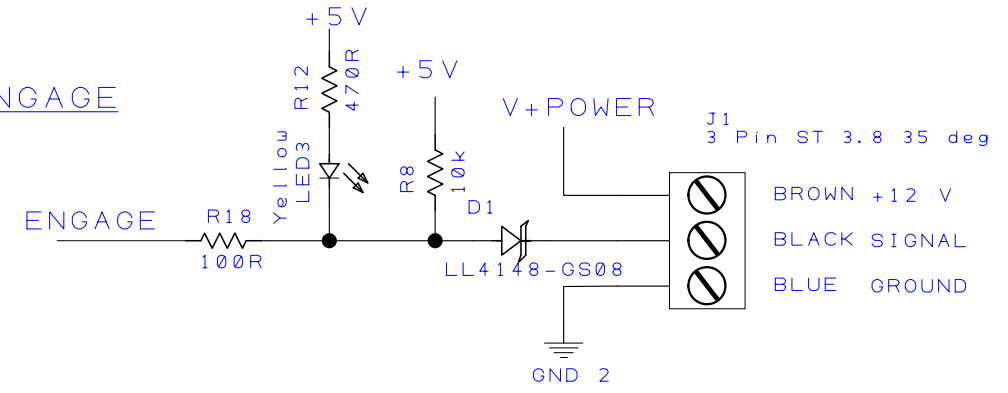 +5V
R12
470R
NGAGE
+5V
V+POWER
J1
3 Pin ST 3.8 35 deg
Yellow
LED3
R8
10k
BROWN +12 V
D1
ENGAGE
R18
100R
BLACK SIGNAL
LL4148-GS08
BLUE GROUND
GND 2